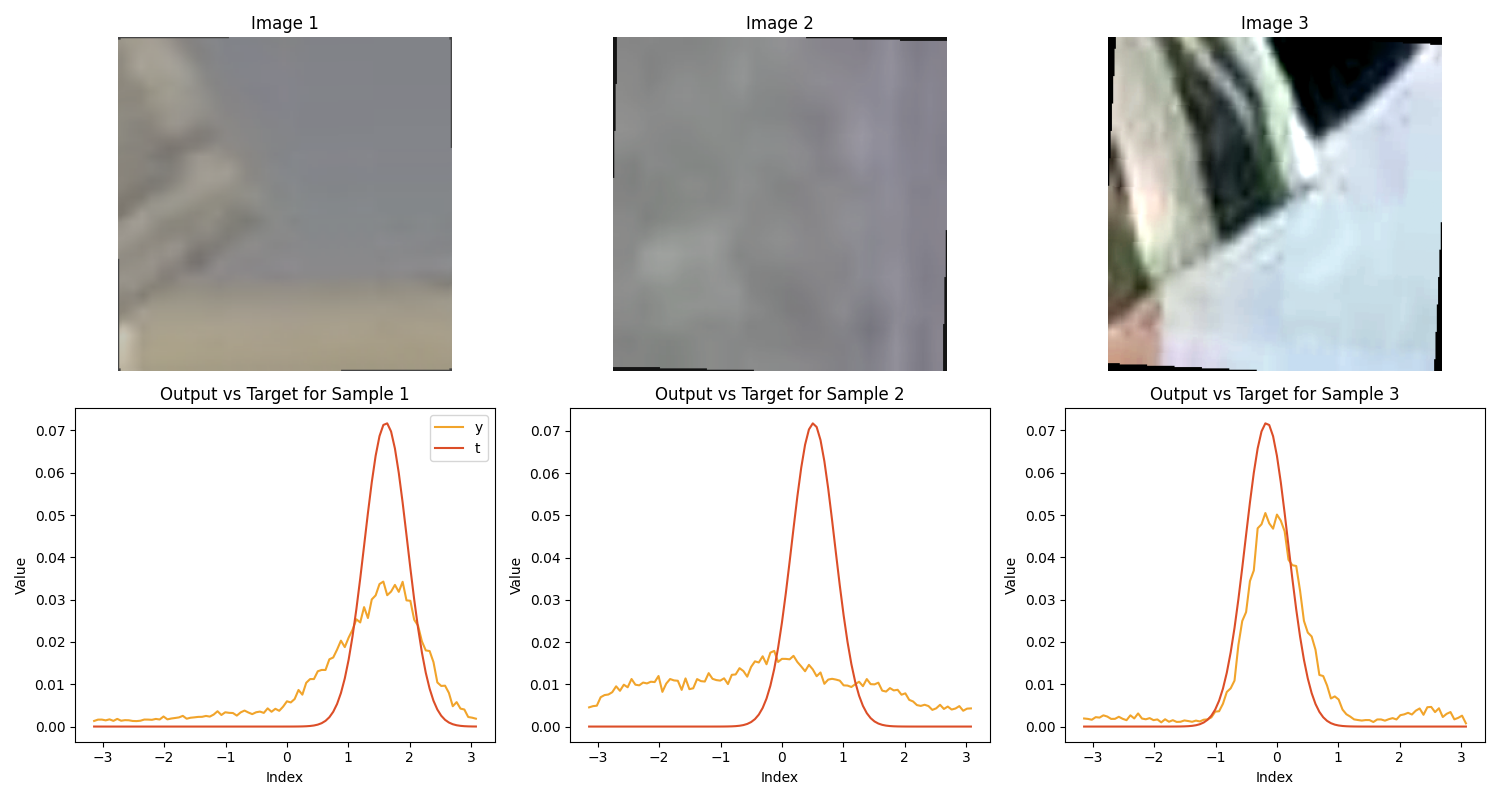 Image 1
Image 2
Image 3
Output vs Target for Sample 1
Output vs Target for Sample 2
Output vs Target for Sample 3
Value
0.07
0.06
0.05
0.04
0.03
0.02
0.01
0.00
y
t
−3 −2 −1 0 1 2 3
Index
Value
0.07
0.06
0.05
0.04
0.03
0.02
0.01
0.00
−3 −2 −1 0 1 2 3
Index
Value
0.07
0.06
0.05
0.04
0.03
0.02
0.01
0.00
−3 −2 −1 0 1 2 3
Index